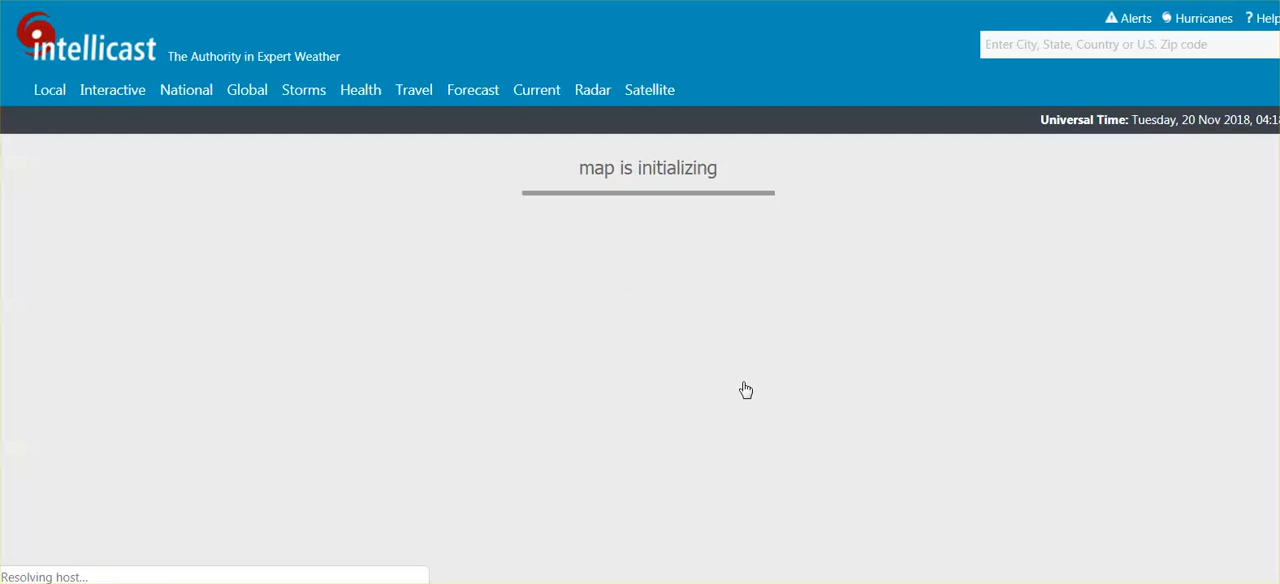 Alerts Hurricanes ? Help
intellicast The Authority in Expert Weather
Enter City, State, Country or U.S. Zip code
Local Interactive National Global Storms Health Travel Forecast Current Radar Satellite
Universal Time: Tuesday, 20 Nov 2018, 04:18
map is initializing
Resolving host...